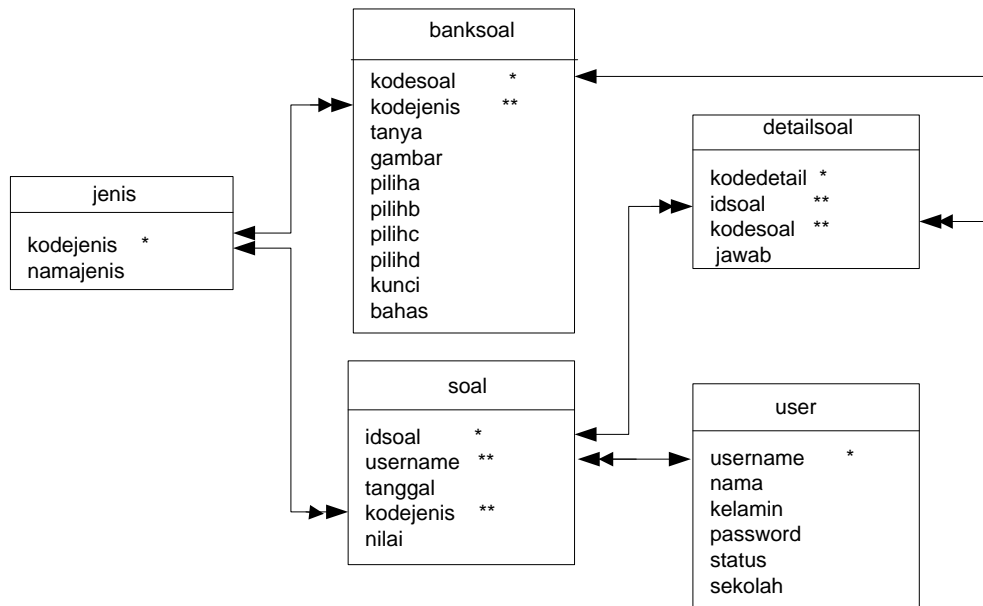 banksoal
kodesoal *
kodejenis **
tanya
gambar
piliha
pilihb
pilihc
pilihd
kunci
bahas
detailsoal
kodedetail *
idsoal **
kodesoal **
jawab
jenis
kodejenis *
namajenis
soal
idsoal *
username **
tanggal
kodejenis **
nilai
user
username *
nama
kelamin
password
status
sekolah